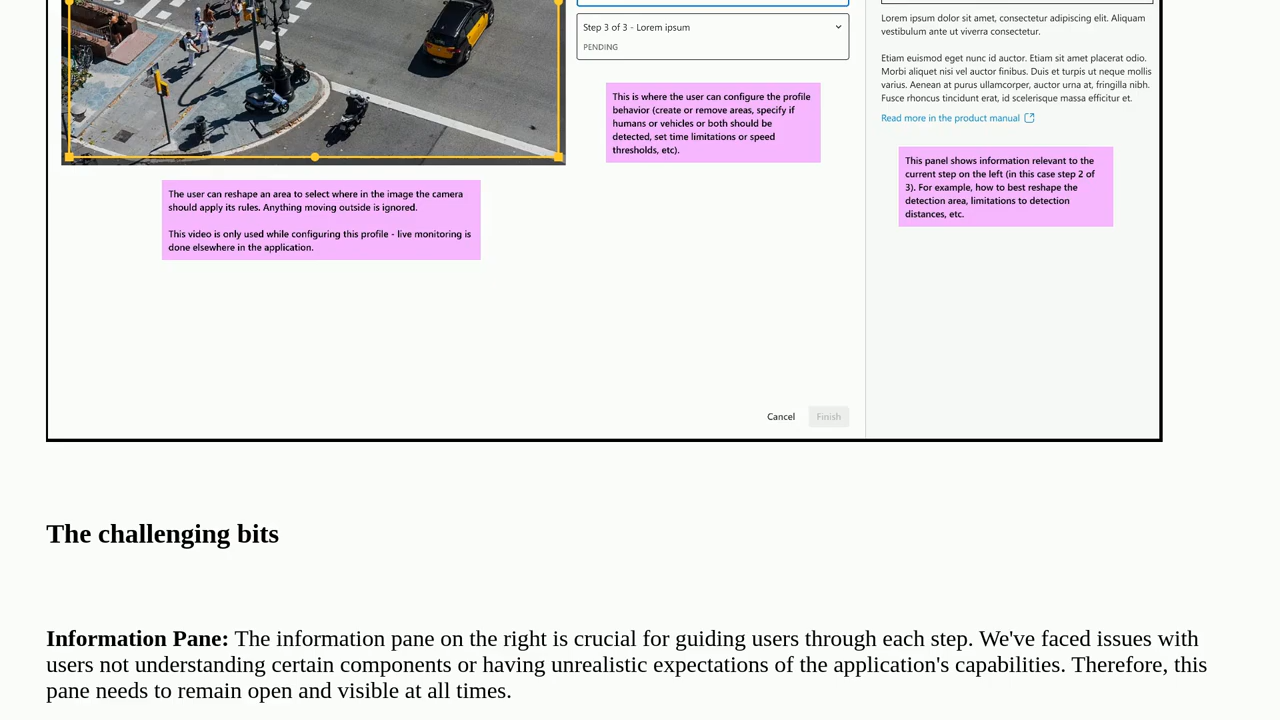 Step 3 of 3 - Lorem ipsum
PENDING
This is where the user can configure the profile
behavior (create or remove areas, specify if
humans or vehicles or both should be
detected, set time limitations or speed
thresholds, etc).
Lorem ipsum dolor sit amet, consectetur adipiscing elit. Aliquam
vestibulum ante ut viverra consectetur.
Etiam euismod eget nunc id auctor. Etiam sit amet placerat odio.
Morbi aliquet nisi vel auctor finibus. Duis et turpis ut neque mollis
varius. Aenean at purus ullamcorper, auctor urna at, fringilla nibh.
Fusce rhoncus tincidunt erat, id scelerisque massa efficitur et.
Read more in the product manual
This panel shows information relevant to the
current step on the left (in this case step 2 of
3). For example, how to best reshape the
detection area, limitations to detection
distances, etc.
The user can reshape an area to select where in the image the camera
should apply its rules. Anything moving outside is ignored.
This video is only used while configuring this profile - live monitoring is
done elsewhere in the application.
Cancel
Finish
The challenging bits
Information Pane: The information pane on the right is crucial for guiding users through each step. We've faced issues with
users not understanding certain components or having unrealistic expectations of the application's capabilities. Therefore, this
pane needs to remain open and visible at all times.